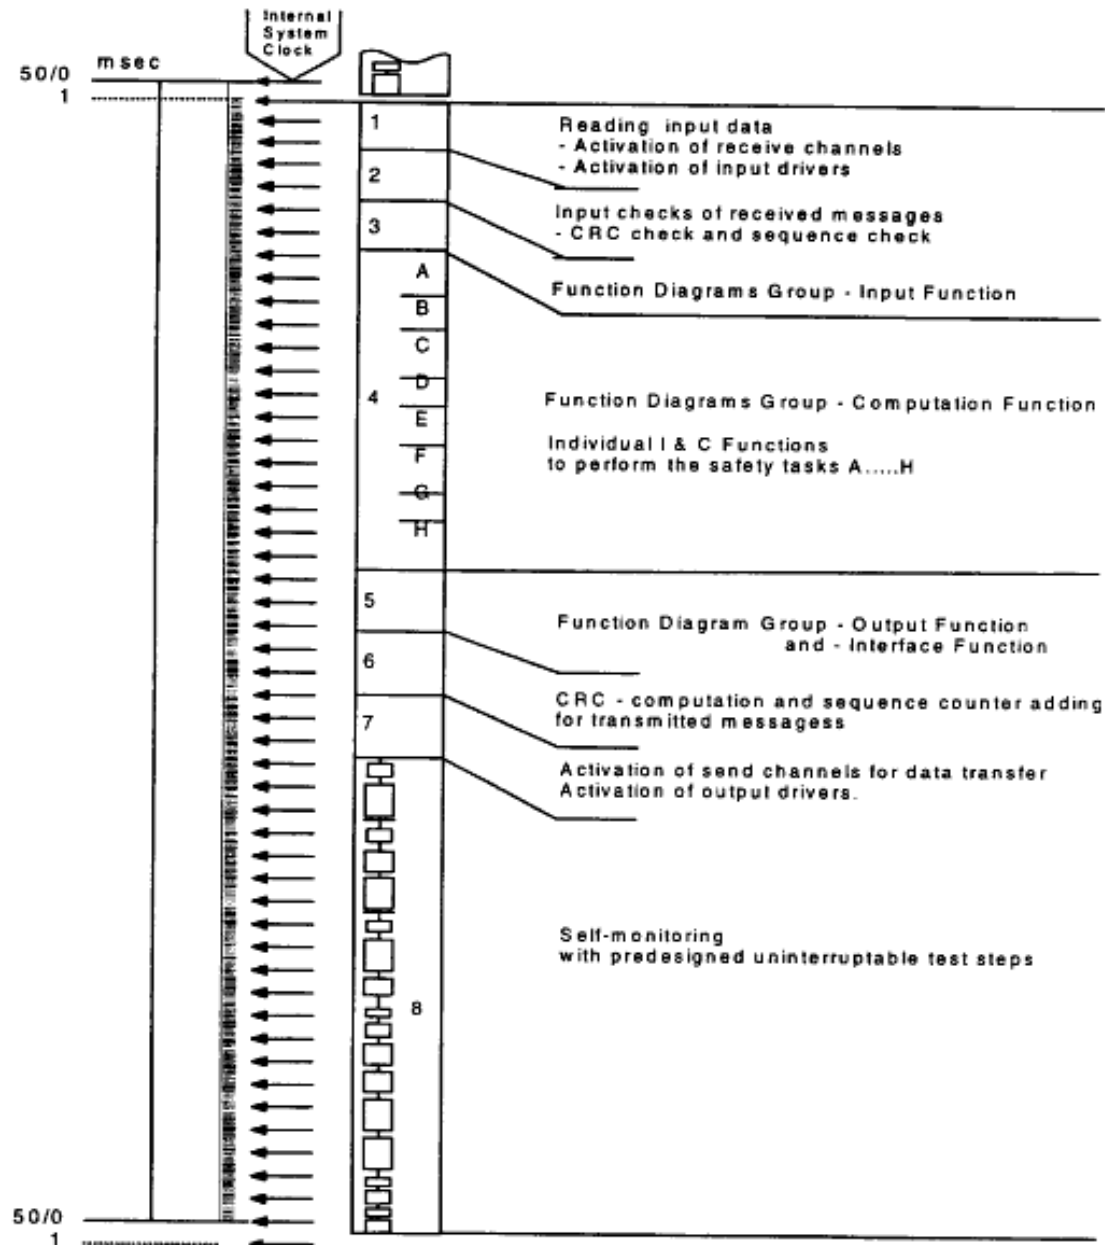 Internal
System
Clock
msec
50/0
1
1
Reading input data
- Activation of receive channels
- Activation of input drivers
2
Input checks of received messages
- CRC check and sequence check
3
A
Function Diagrams Group - Input Function
B
C
D
4
Function Diagrams Group - Computation Function
E
Individual I & C Functions
to perform the safety tasks A.....H
F
G
H
5
Function Diagram Group - Output Function
and - Interface Function
6
CRC - computation and sequence counter adding
for transmitted messagess
7
Activation of send channels for data transfer
Activation of output drivers.
Self-monitoring
with predesigned uninterruptable test steps
8
50/0
1